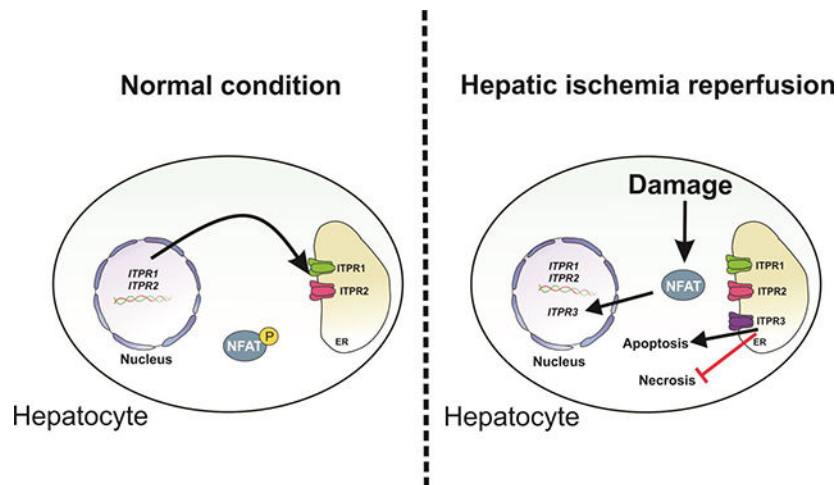 Normal condition
ITPR1
ITPR2
Nucleus
NFAT
P
ITPR1
ITPR2
ER
Hepatocyte
Hepatic ischemia reperfusion
Damage
ITPR1
ITPR2
ITPR3
Nucleus
NFAT
ITPR1
ITPR2
ITPR3
ER
Apoptosis
Necrosis
Hepatocyte